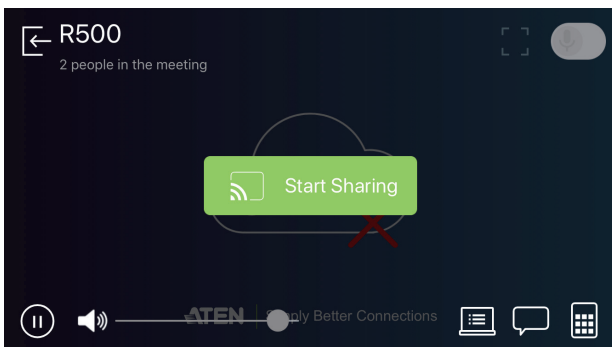 R500
2 people in the meeting
Start Sharing
ATEN Simply Better Connections